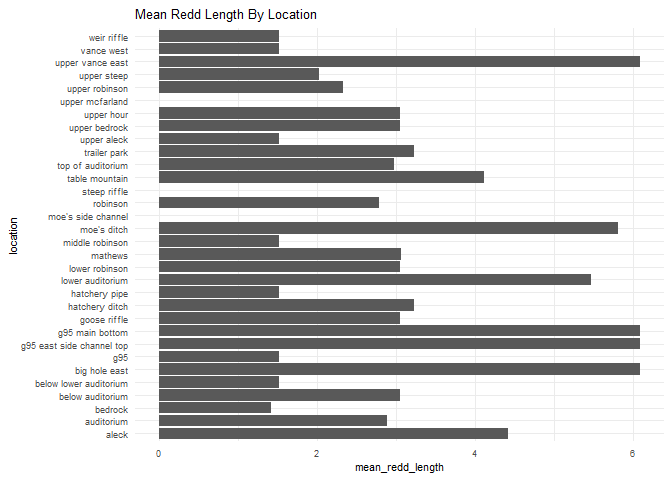 Mean Redd Length By Location
weir riffle
vance west
upper vance east
upper steep
upper robinson
upper mcfarland
upper hour
upper bedrock
upper aleck
trailer park
top of auditorium
table mountain
steep riffle
robinson
moe's side channel
moe's ditch
middle robinson
mathews
lower robinson
lower auditorium
hatchery pipe
hatchery ditch
goose riffle
g95 main bottom
g95 east side channel top
g95
big hole east
below lower auditorium
below auditorium
bedrock
auditorium
aleck
location
0 2 4 6
mean_redd_length